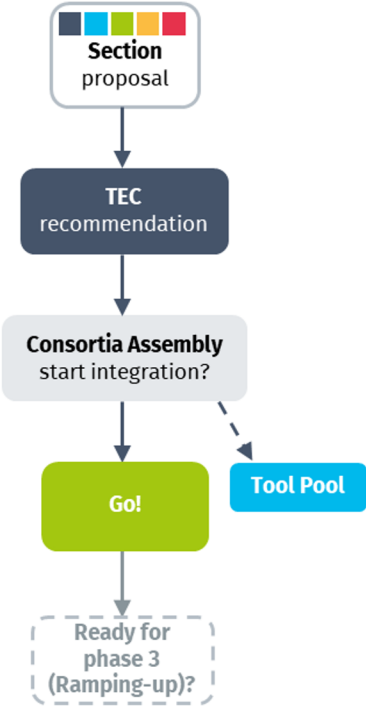 Section
proposal
TEC
recommendation
Consortia Assembly
start integration?
Go!
Tool Pool
Ready for
phase 3
(Ramping-up)?